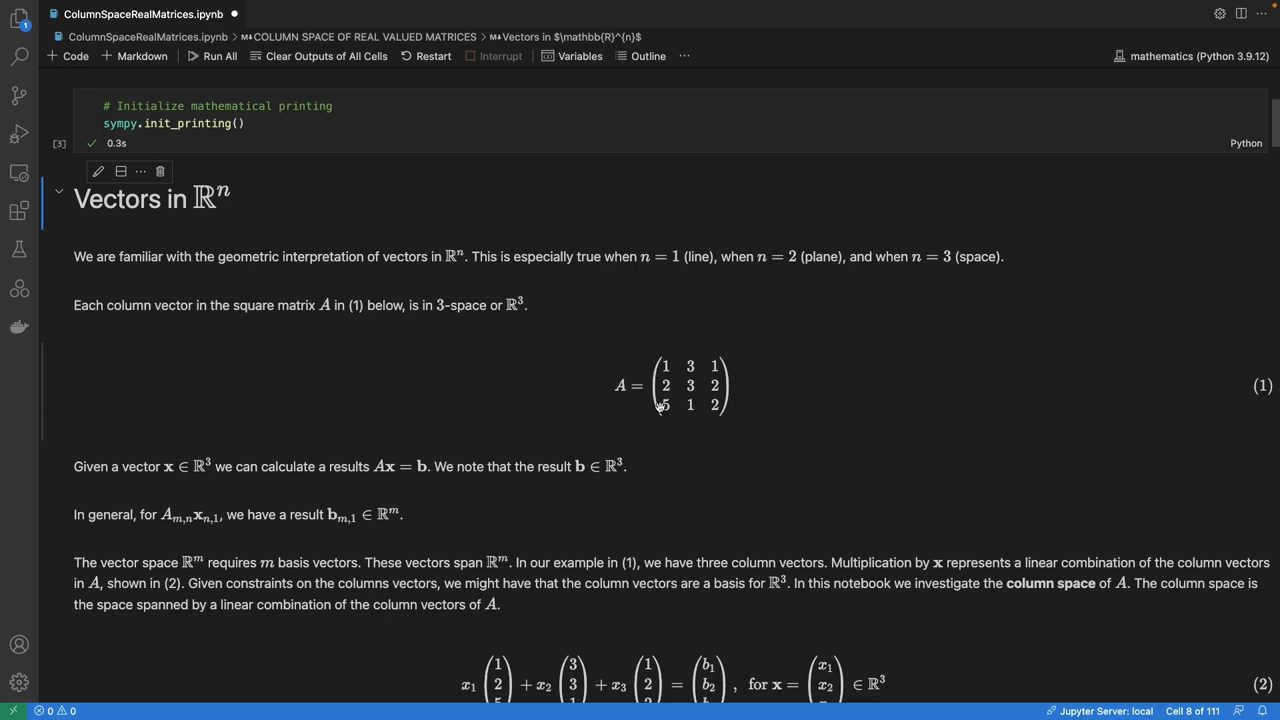 ColumnSpaceRealMatrices.ipynb
ColumnSpaceRealMatrices.ipynb > M↓COLUMN SPACE OF REAL VALUED MATRICES > M↓Vectors in $\mathbb{R}^{n}$
+ Code + Markdown Run All Clear Outputs of All Cells Restart Interrupt Variables Outline ... mathematics (Python 3.9.12)
1
# Initialize mathematical printing
sympy.init_printing()
[3] ✓ 0.3s Python
Vectors in ℝⁿ
We are familiar with the geometric interpretation of vectors in ℝⁿ. This is especially true when n = 1 (line), when n = 2 (plane), and when n = 3 (space).
Each column vector in the square matrix A in (1) below, is in 3-space or ℝ³.
1 3 1
A = 2 3 2 (1)
5 1 2
Given a vector x ∈ ℝ³ we can calculate a results Ax = b. We note that the result b ∈ ℝ³.
In general, for Aₘ,ₙxₙ,₁, we have a result bₘ,₁ ∈ ℝᵐ.
The vector space ℝᵐ requires m basis vectors. These vectors span ℝᵐ. In our example in (1), we have three column vectors. Multiplication by x represents a linear combination of the column vectors
in A, shown in (2). Given constraints on the columns vectors, we might have that the column vectors are a basis for ℝ³. In this notebook we investigate the column space of A. The column space is
the space spanned by a linear combination of the column vectors of A.
1 3 1 b₁ x₁
x₁ 2 + x₂ 3 + x₃ 2 = b₂ , for x = x₂ ∈ ℝ³ (2)
0 0 Jupyter Server: local Cell 8 of 111